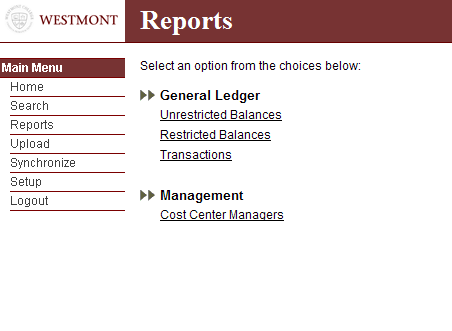 WESTMONT
Reports
Main Menu
Home
Search
Reports
Upload
Synchronize
Setup
Logout
Select an option from the choices below:
General Ledger
Unrestricted Balances
Restricted Balances
Transactions
Management
Cost Center Managers